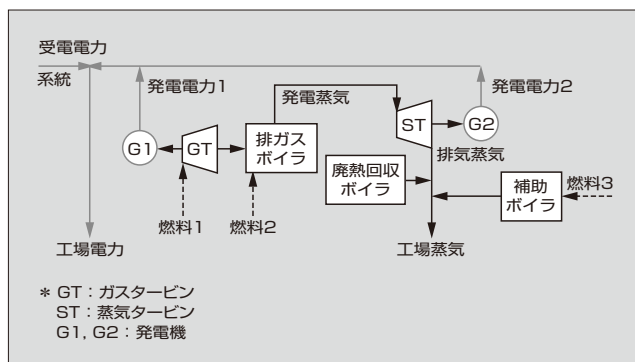 受電電力
系統
発電電力1
発電蒸気
発電電力2
G1
GT
排ガス
ボイラ
ST
G2
排気蒸気
廃熱回収
ボイラ
補助
ボイラ
燃料3
燃料1
燃料2
工場電力
工場蒸気
* GT：ガスタービン
ST：蒸気タービン
G1, G2：発電機